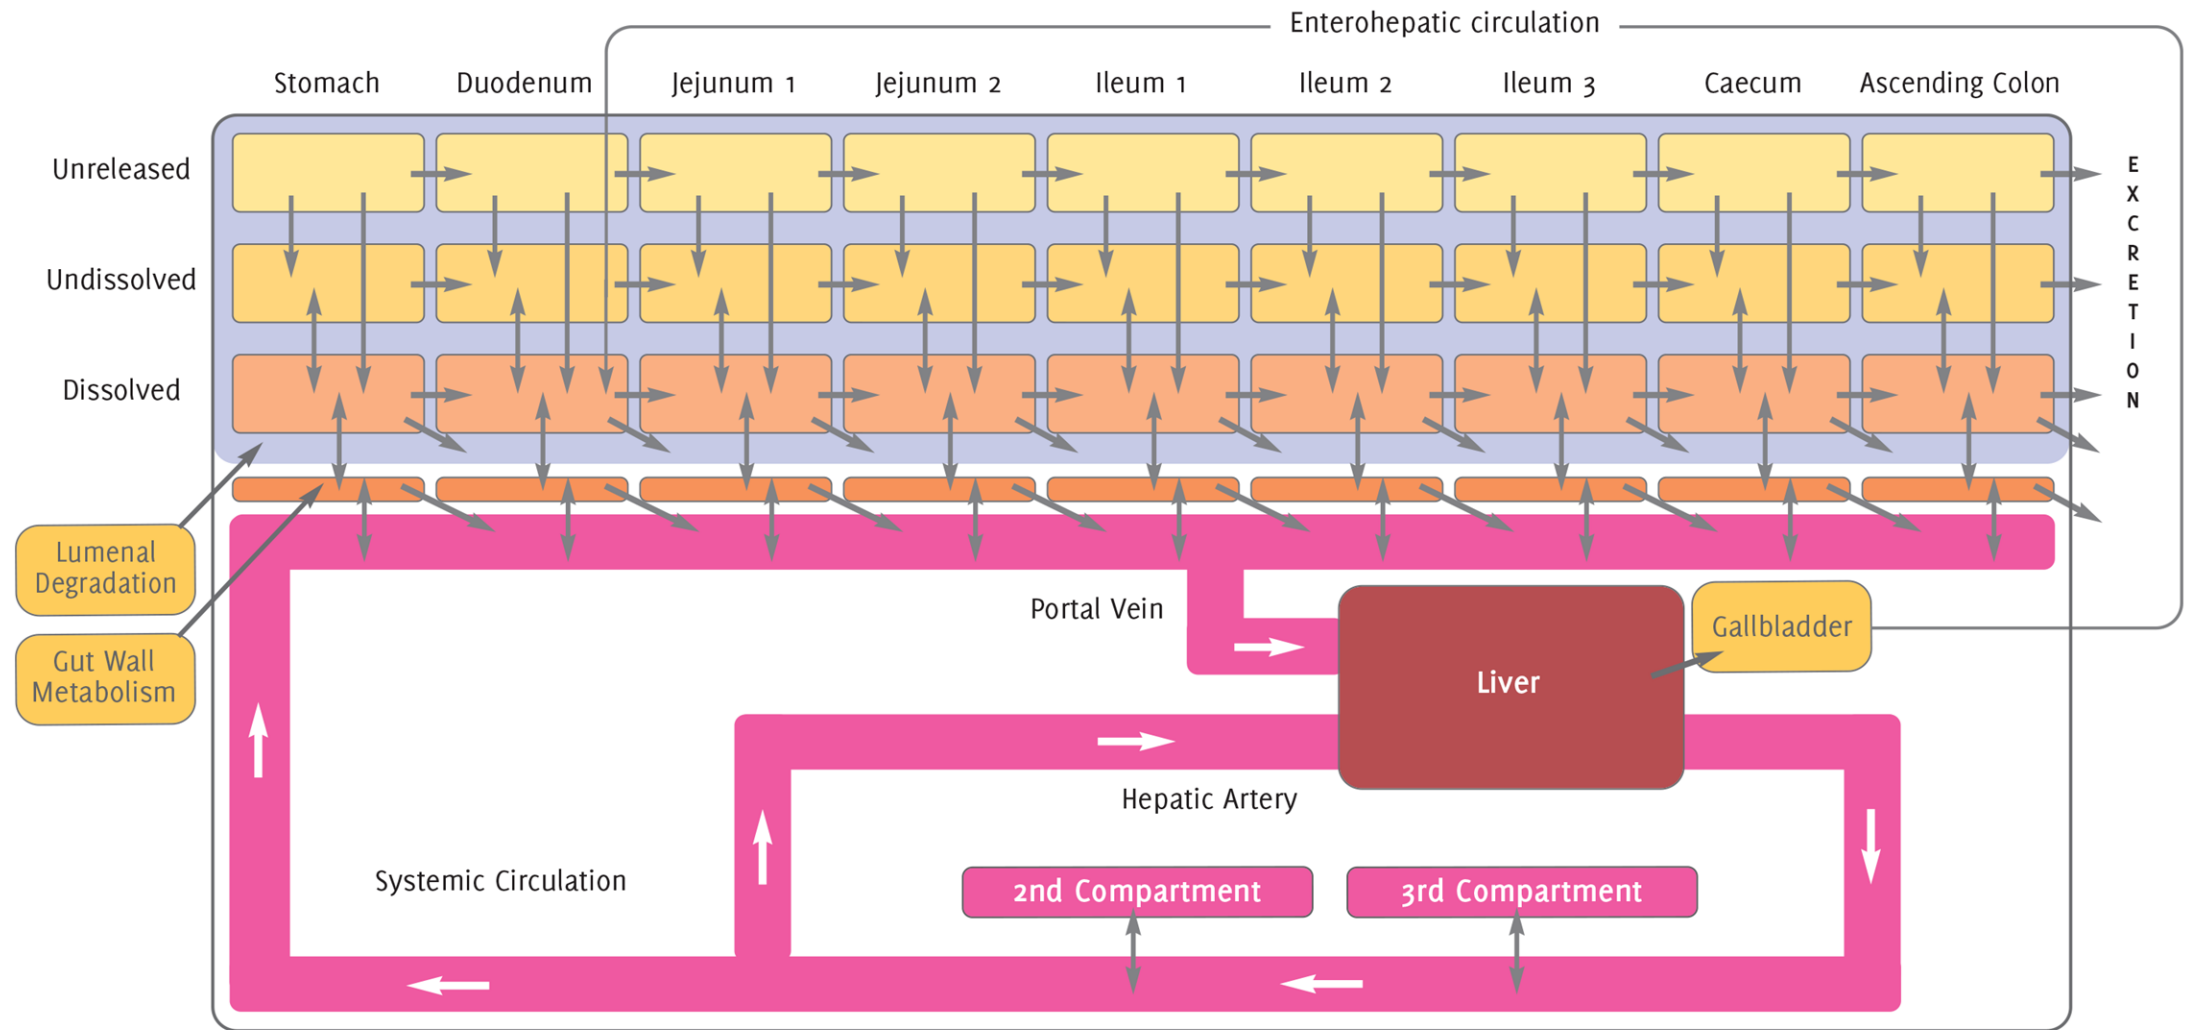 Enterohepatic circulation
Stomach Duodenum Jejunum 1 Jejunum 2 Ileum 1 Ileum 2 Ileum 3 Caecum Ascending Colon
Unreleased
Undissolved
Dissolved
EXCRETION
Lumenal
Degradation
Gut Wall
Metabolism
Portal Vein
Liver
Gallbladder
Hepatic Artery
Systemic Circulation
2nd Compartment
3rd Compartment